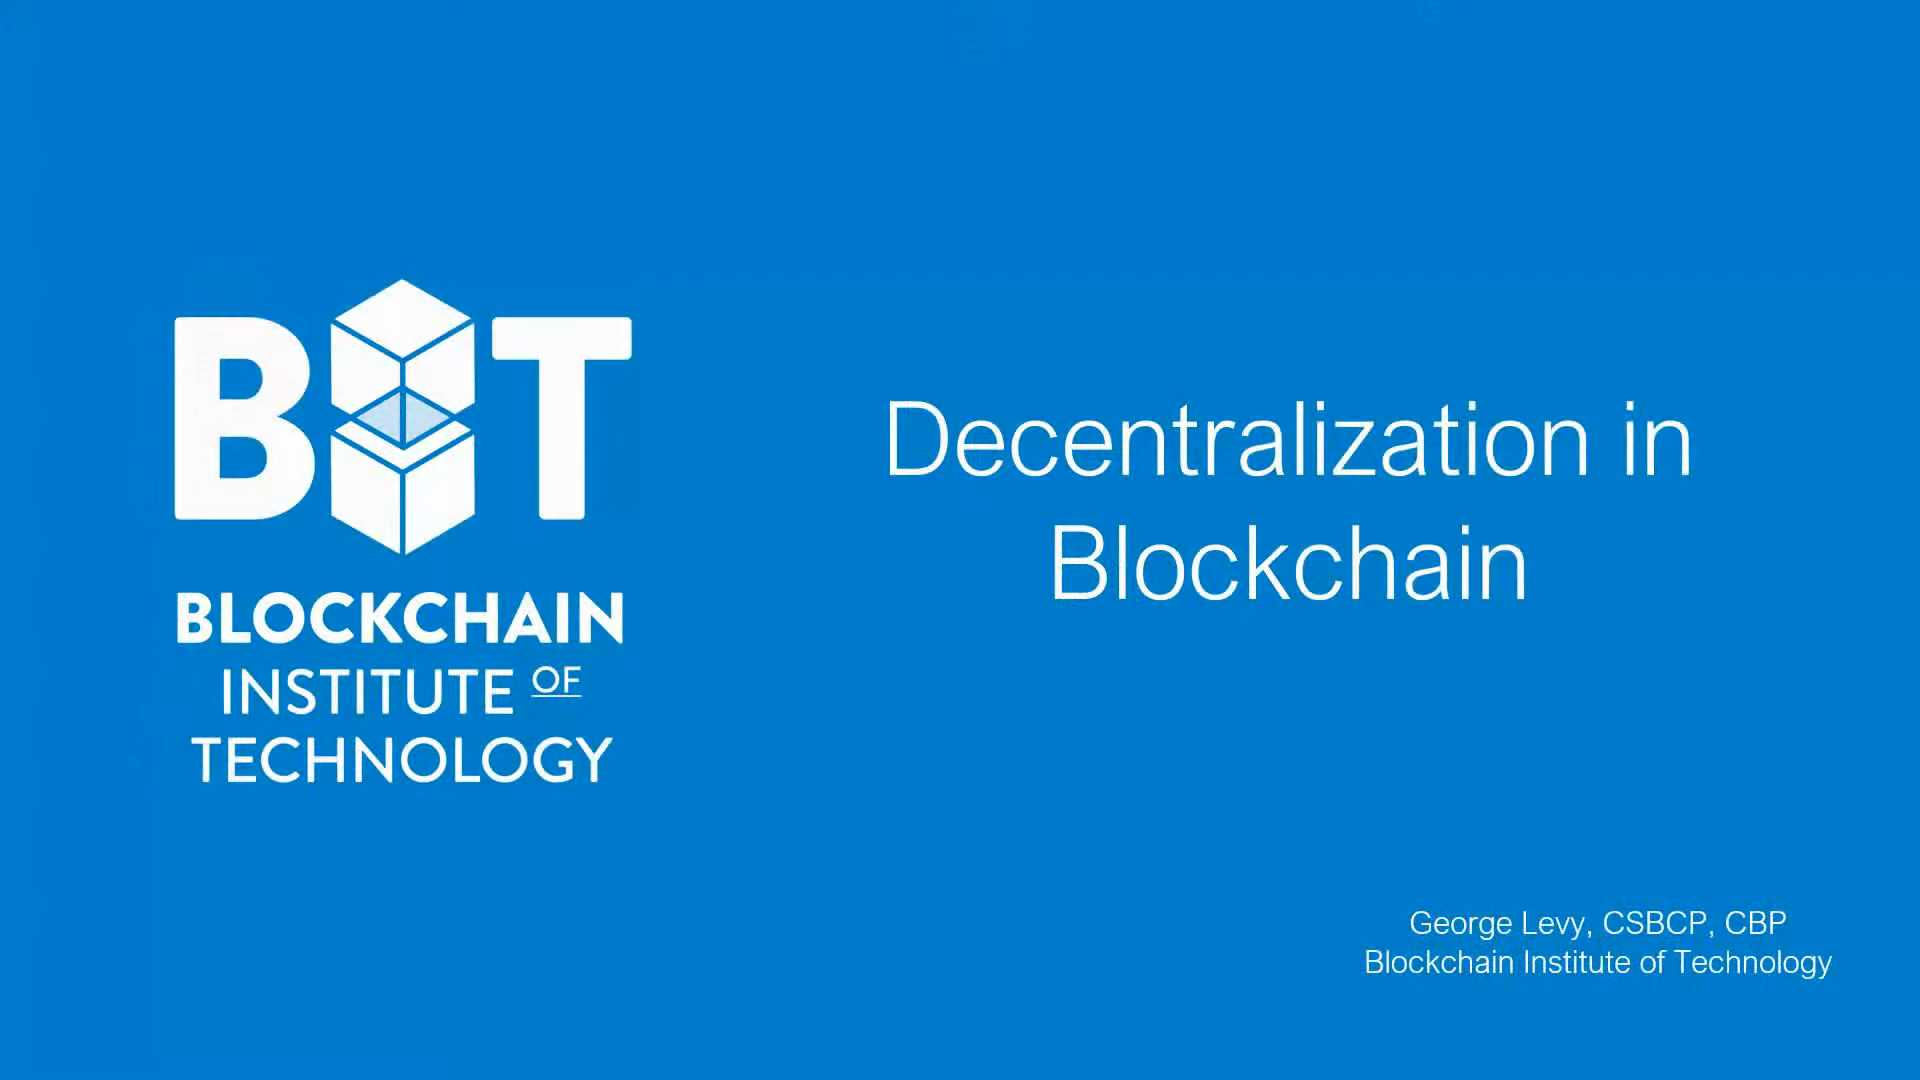 BIT
BLOCKCHAIN
INSTITUTE OF
TECHNOLOGY
Decentralization in
Blockchain
George Levy, CSBCP, CBP
Blockchain Institute of Technology